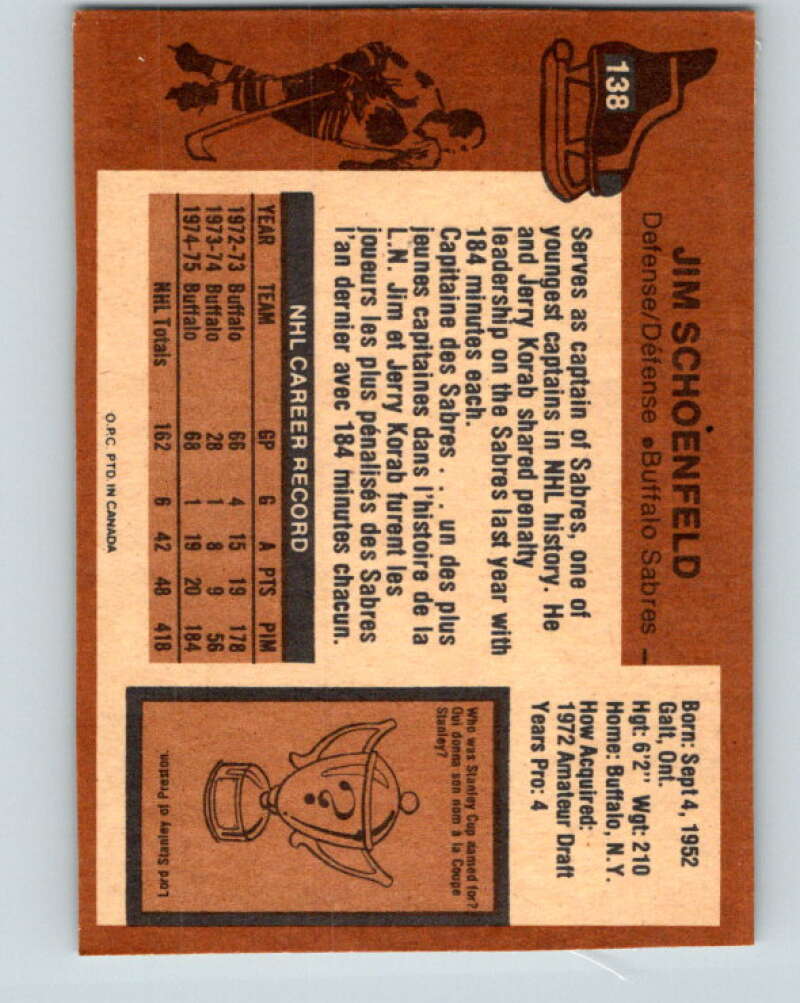 138
JIM SCHOENFELD
Defense/Défense • Buffalo Sabres –
Born: Sept 4, 1952
Galt, Ont.
Hgt: 6'2" Wgt: 210
Home: Buffalo, N.Y.
How Acquired:
1972 Amateur Draft
Years Pro: 4
Serves as captain of Sabres, one of
youngest captains in NHL history. He
and Jerry Korab shared penalty
leadership on the Sabres last year with
184 minutes each.
Capitaine des Sabres . . . un des plus
jeunes capitaines dans l'histoire de la
L.N. Jim et Jerry Korab furent les
joueurs les plus pénalisés des Sabres
l'an dernier avec 184 minutes chacun.
NHL CAREER RECORD
YEAR TEAM GP G A PTS PIM
1972-73 Buffalo 66 4 15 19 178
1973-74 Buffalo 28 1 8 9 56
1974-75 Buffalo 68 1 19 20 184
NHL Totals 162 6 42 48 418
O.P.C. PTD. IN CANADA
Who was Stanley Cup named for?
Qui donna son nom à la Coupe
Stanley?
?
Lord Stanley of Preston.